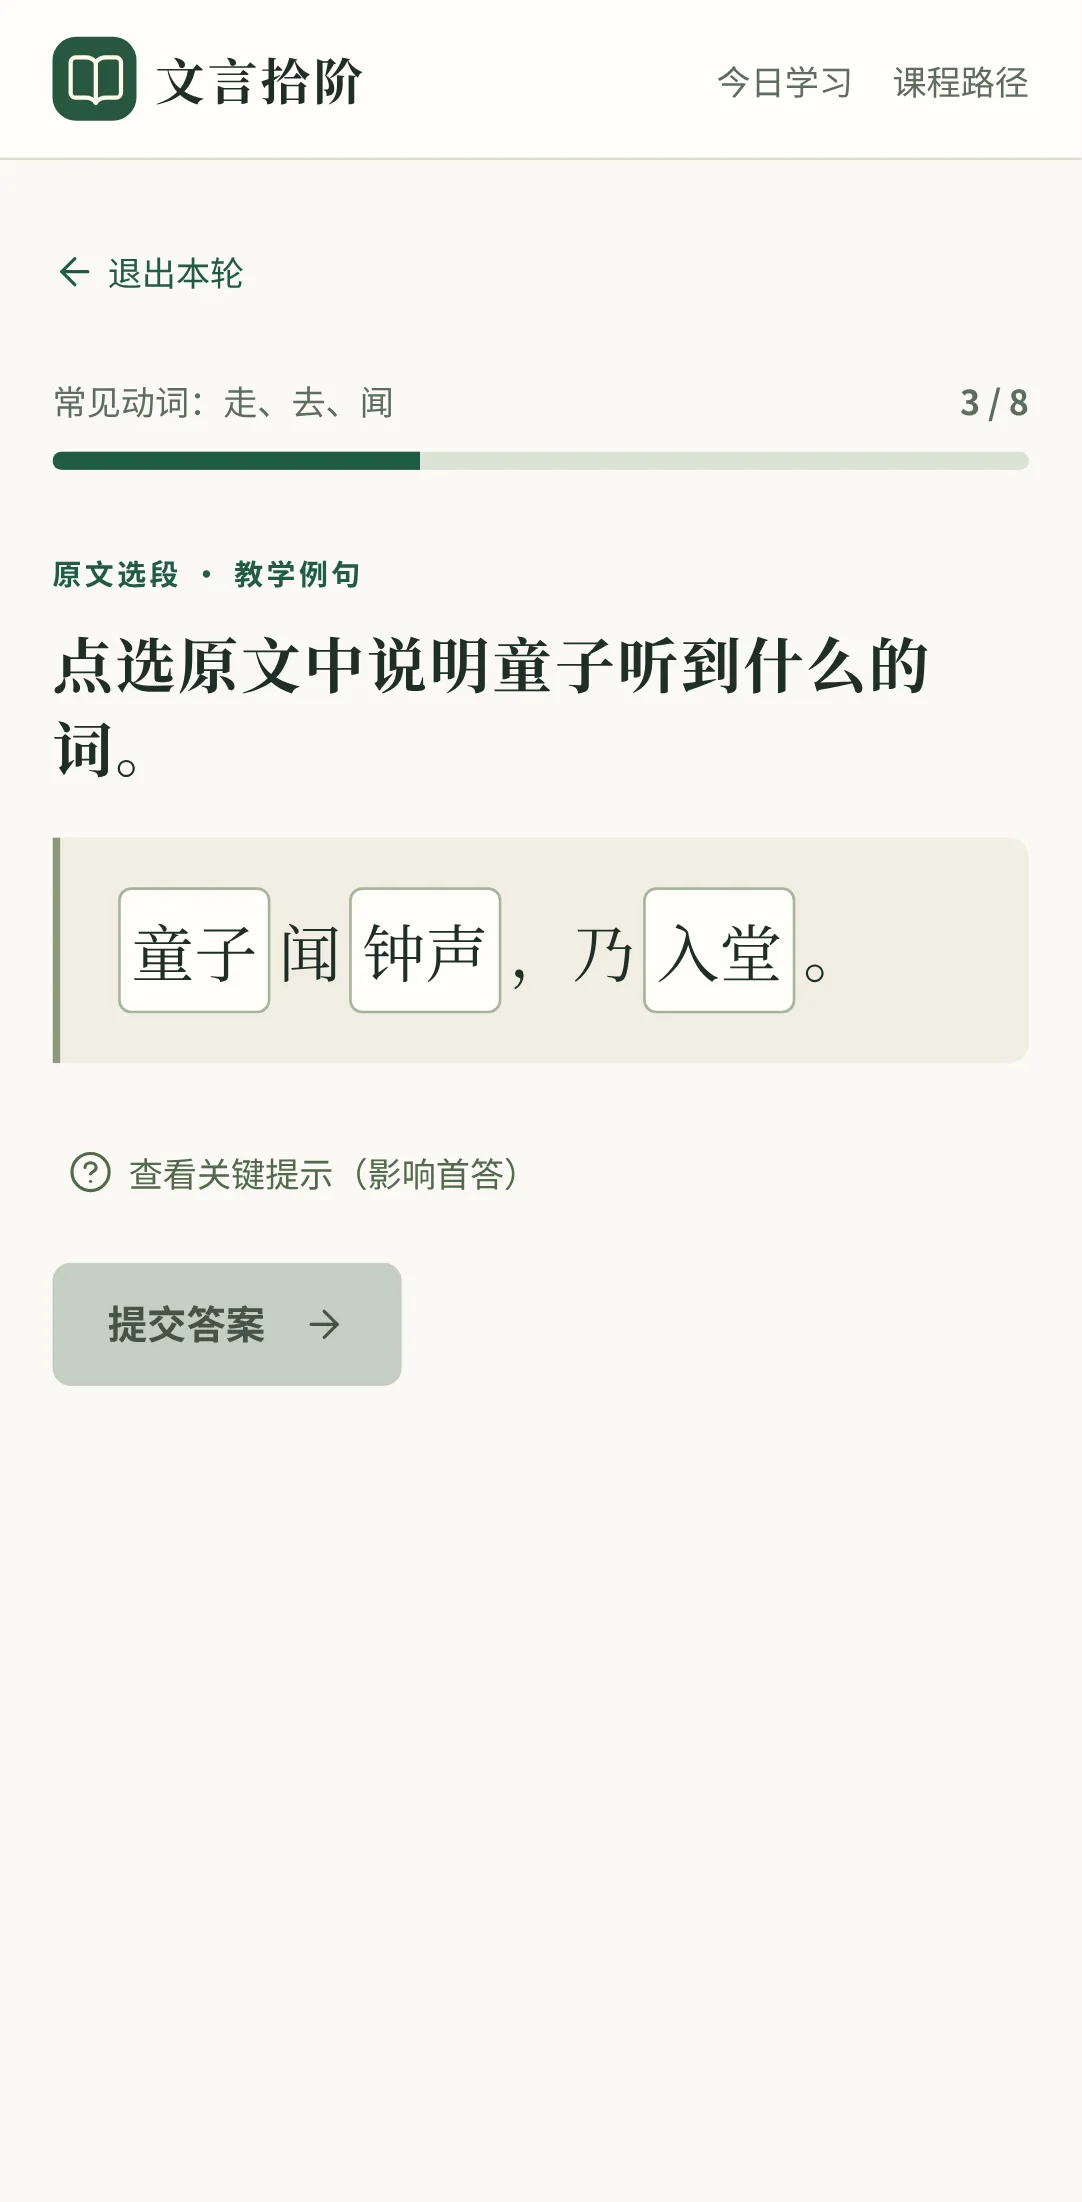 文言拾阶
今日学习 课程路径
退出本轮
常见动词：走、去、闻 3 / 8
原文选段 · 教学例句
点选原文中说明童子听到什么的
词。
童子闻钟声，乃入堂。
查看关键提示（影响首答）
提交答案 →